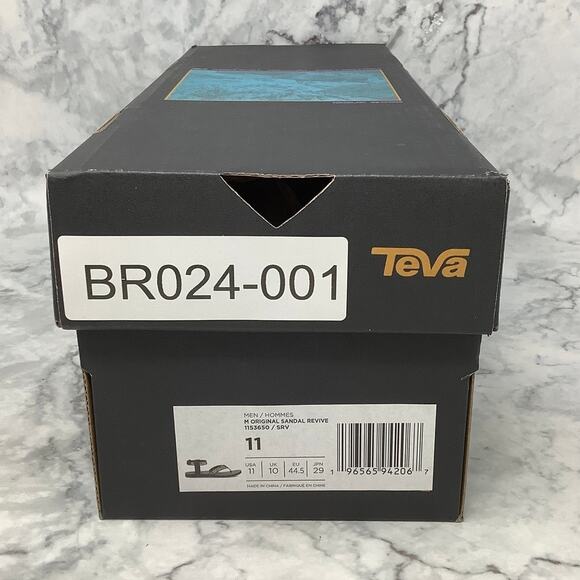 BR024-001
Teva
MEN / HOMMES
M ORIGINAL SANDAL REVIVE
1153650 / SRV
11
USA UK EU JPN
11 10 44.5 29
1 96565 94206 7
MADE IN CHINA / FABRIQUÉ EN CHINE